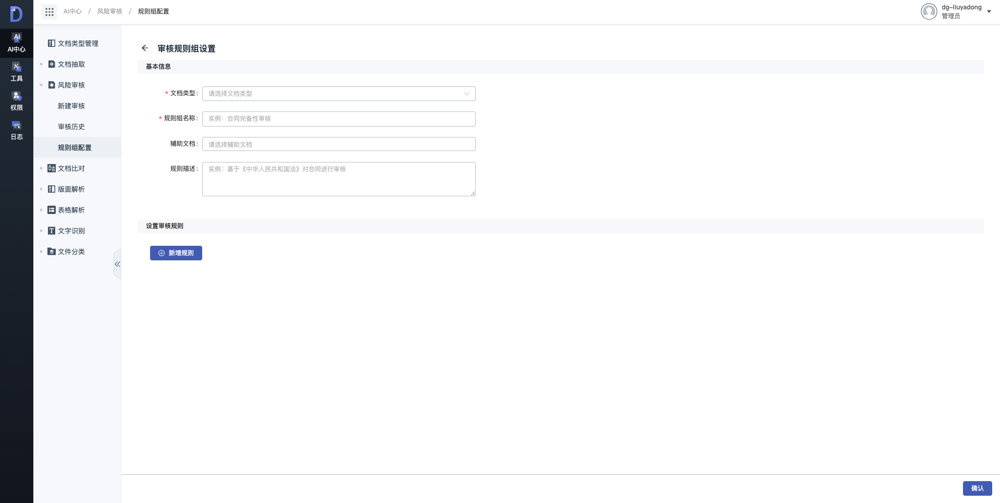 AI中心 / 风险审核 / 规则组配置
dg-liuyadong
管理员
AI
AI中心
工具
权限
日志
文档类型管理
文档抽取
风险审核
新建审核
审核历史
规则组配置
文档比对
版面解析
表格解析
文字识别
文件分类
审核规则组设置
基本信息
* 文档类型: 请选择文档类型
* 规则组名称: 实例：合同完备性审核
辅助文档: 请选择辅助文档
规则描述: 实例：基于《中华人民共和国法》对合同进行审核
设置审核规则
新增规则
确认